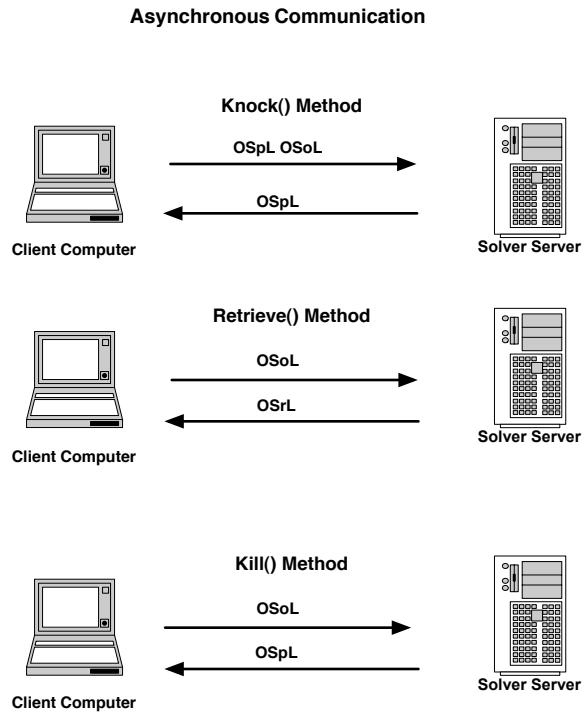 Asynchronous Communication
Knock() Method
OSpL OSoL
OSpL
Client Computer
Solver Server
Retrieve() Method
OSoL
OSrL
Client Computer
Solver Server
Kill() Method
OSoL
OSpL
Client Computer
Solver Server